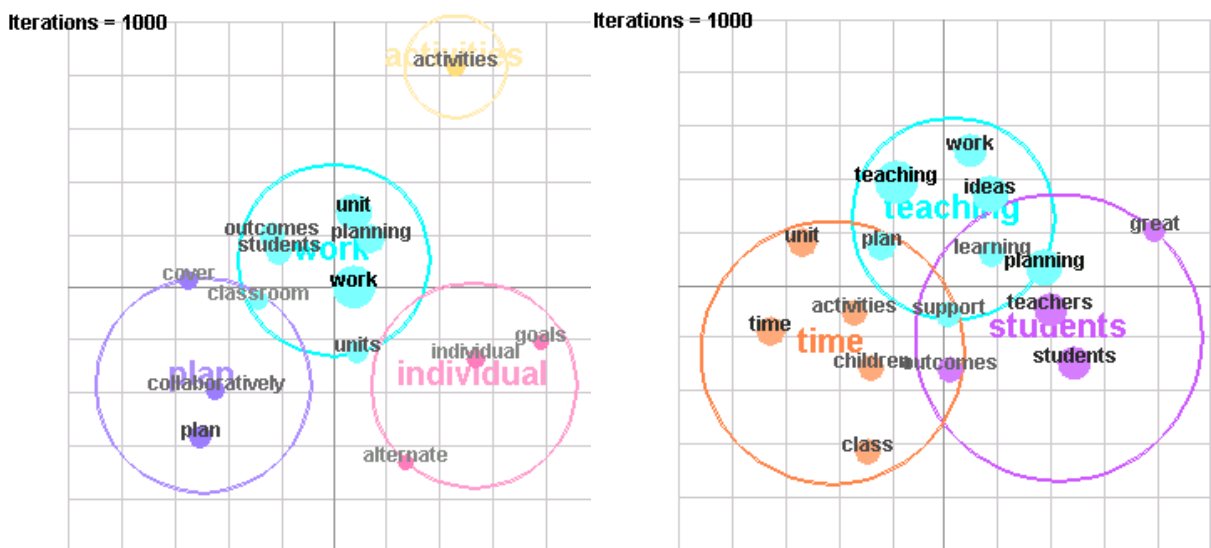 Iterations = 1000
activities
activities
unit
outcomes
planning
students
work
cover
work
classroom
units
goals
individual
plan
individual
collaboratively
plan
alternate
Iterations = 1000
work
teaching
ideas
teaching
great
unit
plan
learning
planning
activities
support
teachers
time
students
time
children
outcomes
students
class